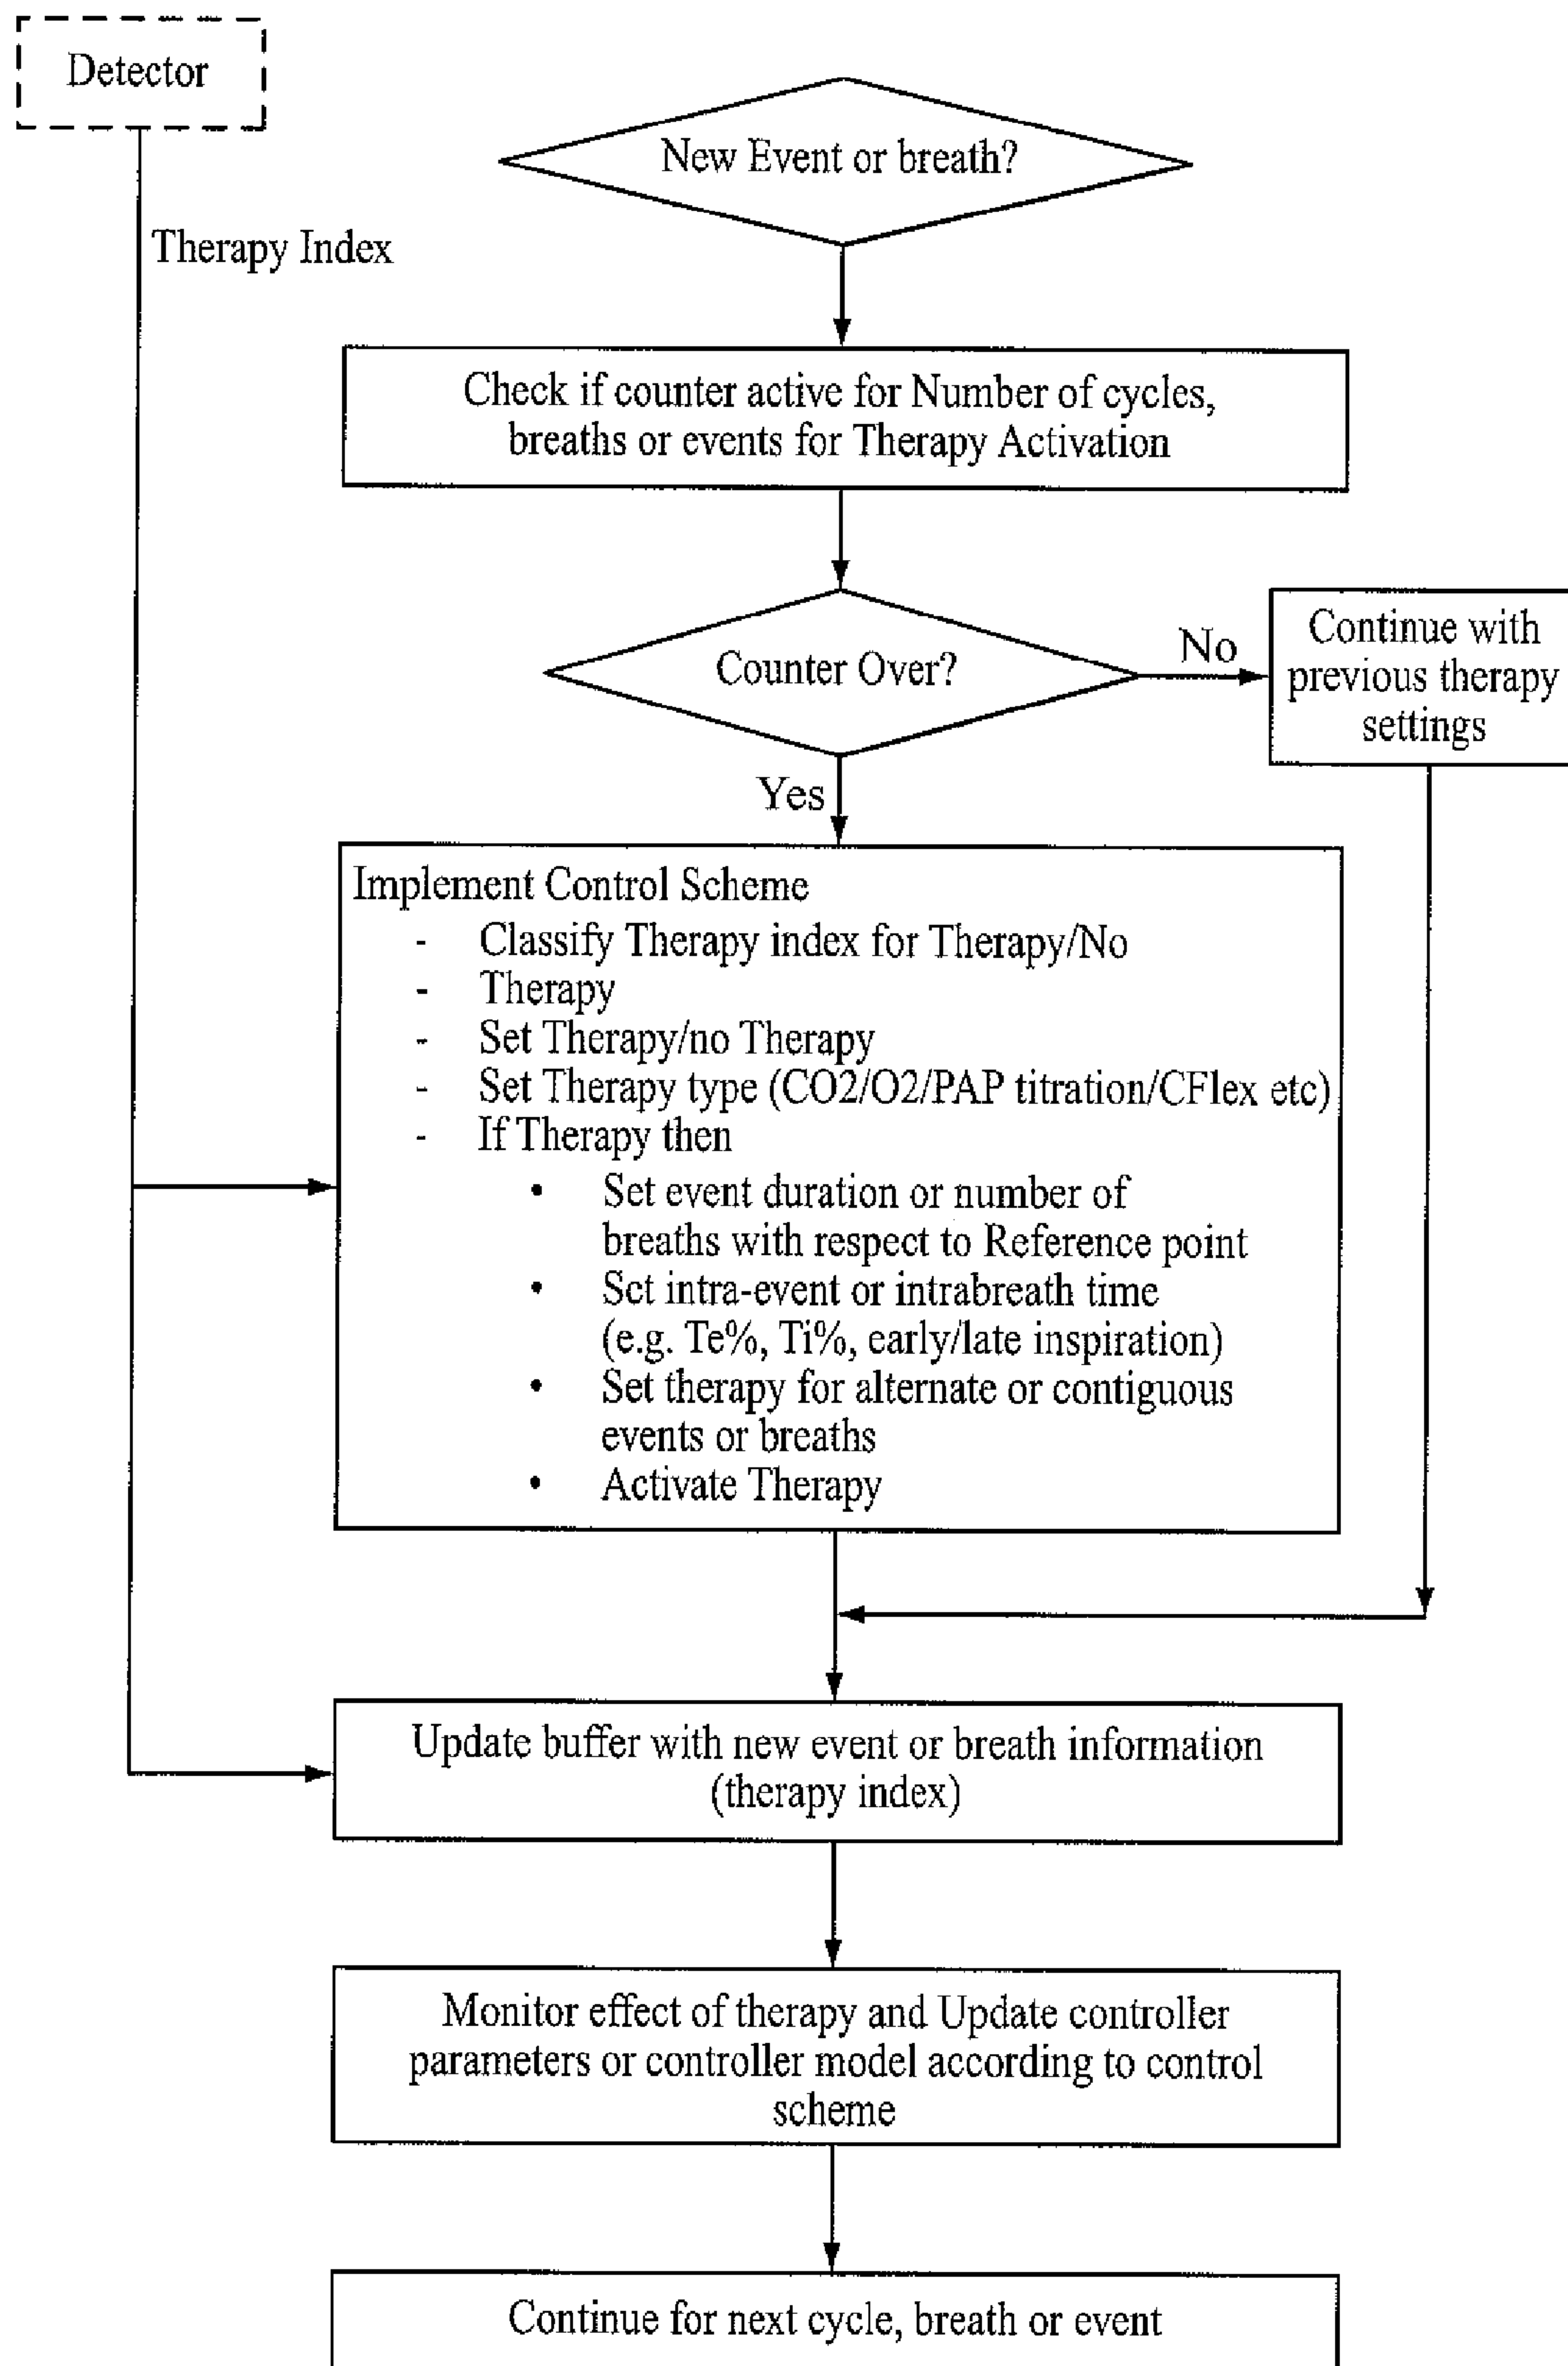 Detector
New Event or breath?
Therapy Index
Check if counter active for Number of cycles,
breaths or events for Therapy Activation
Counter Over?
No
Continue with
previous therapy
settings
Yes
Implement Control Scheme
- Classify Therapy index for Therapy/No
- Therapy
- Set Therapy/no Therapy
- Set Therapy type (CO2/O2/PAP titration/CFlex etc)
- If Therapy then
• Set event duration or number of
breaths with respect to Reference point
• Set intra-event or intrabreath time
(e.g. Te%, Ti%, early/late inspiration)
• Set therapy for alternate or contiguous
events or breaths
• Activate Therapy
Update buffer with new event or breath information
(therapy index)
Monitor effect of therapy and Update controller
parameters or controller model according to control
scheme
Continue for next cycle, breath or event